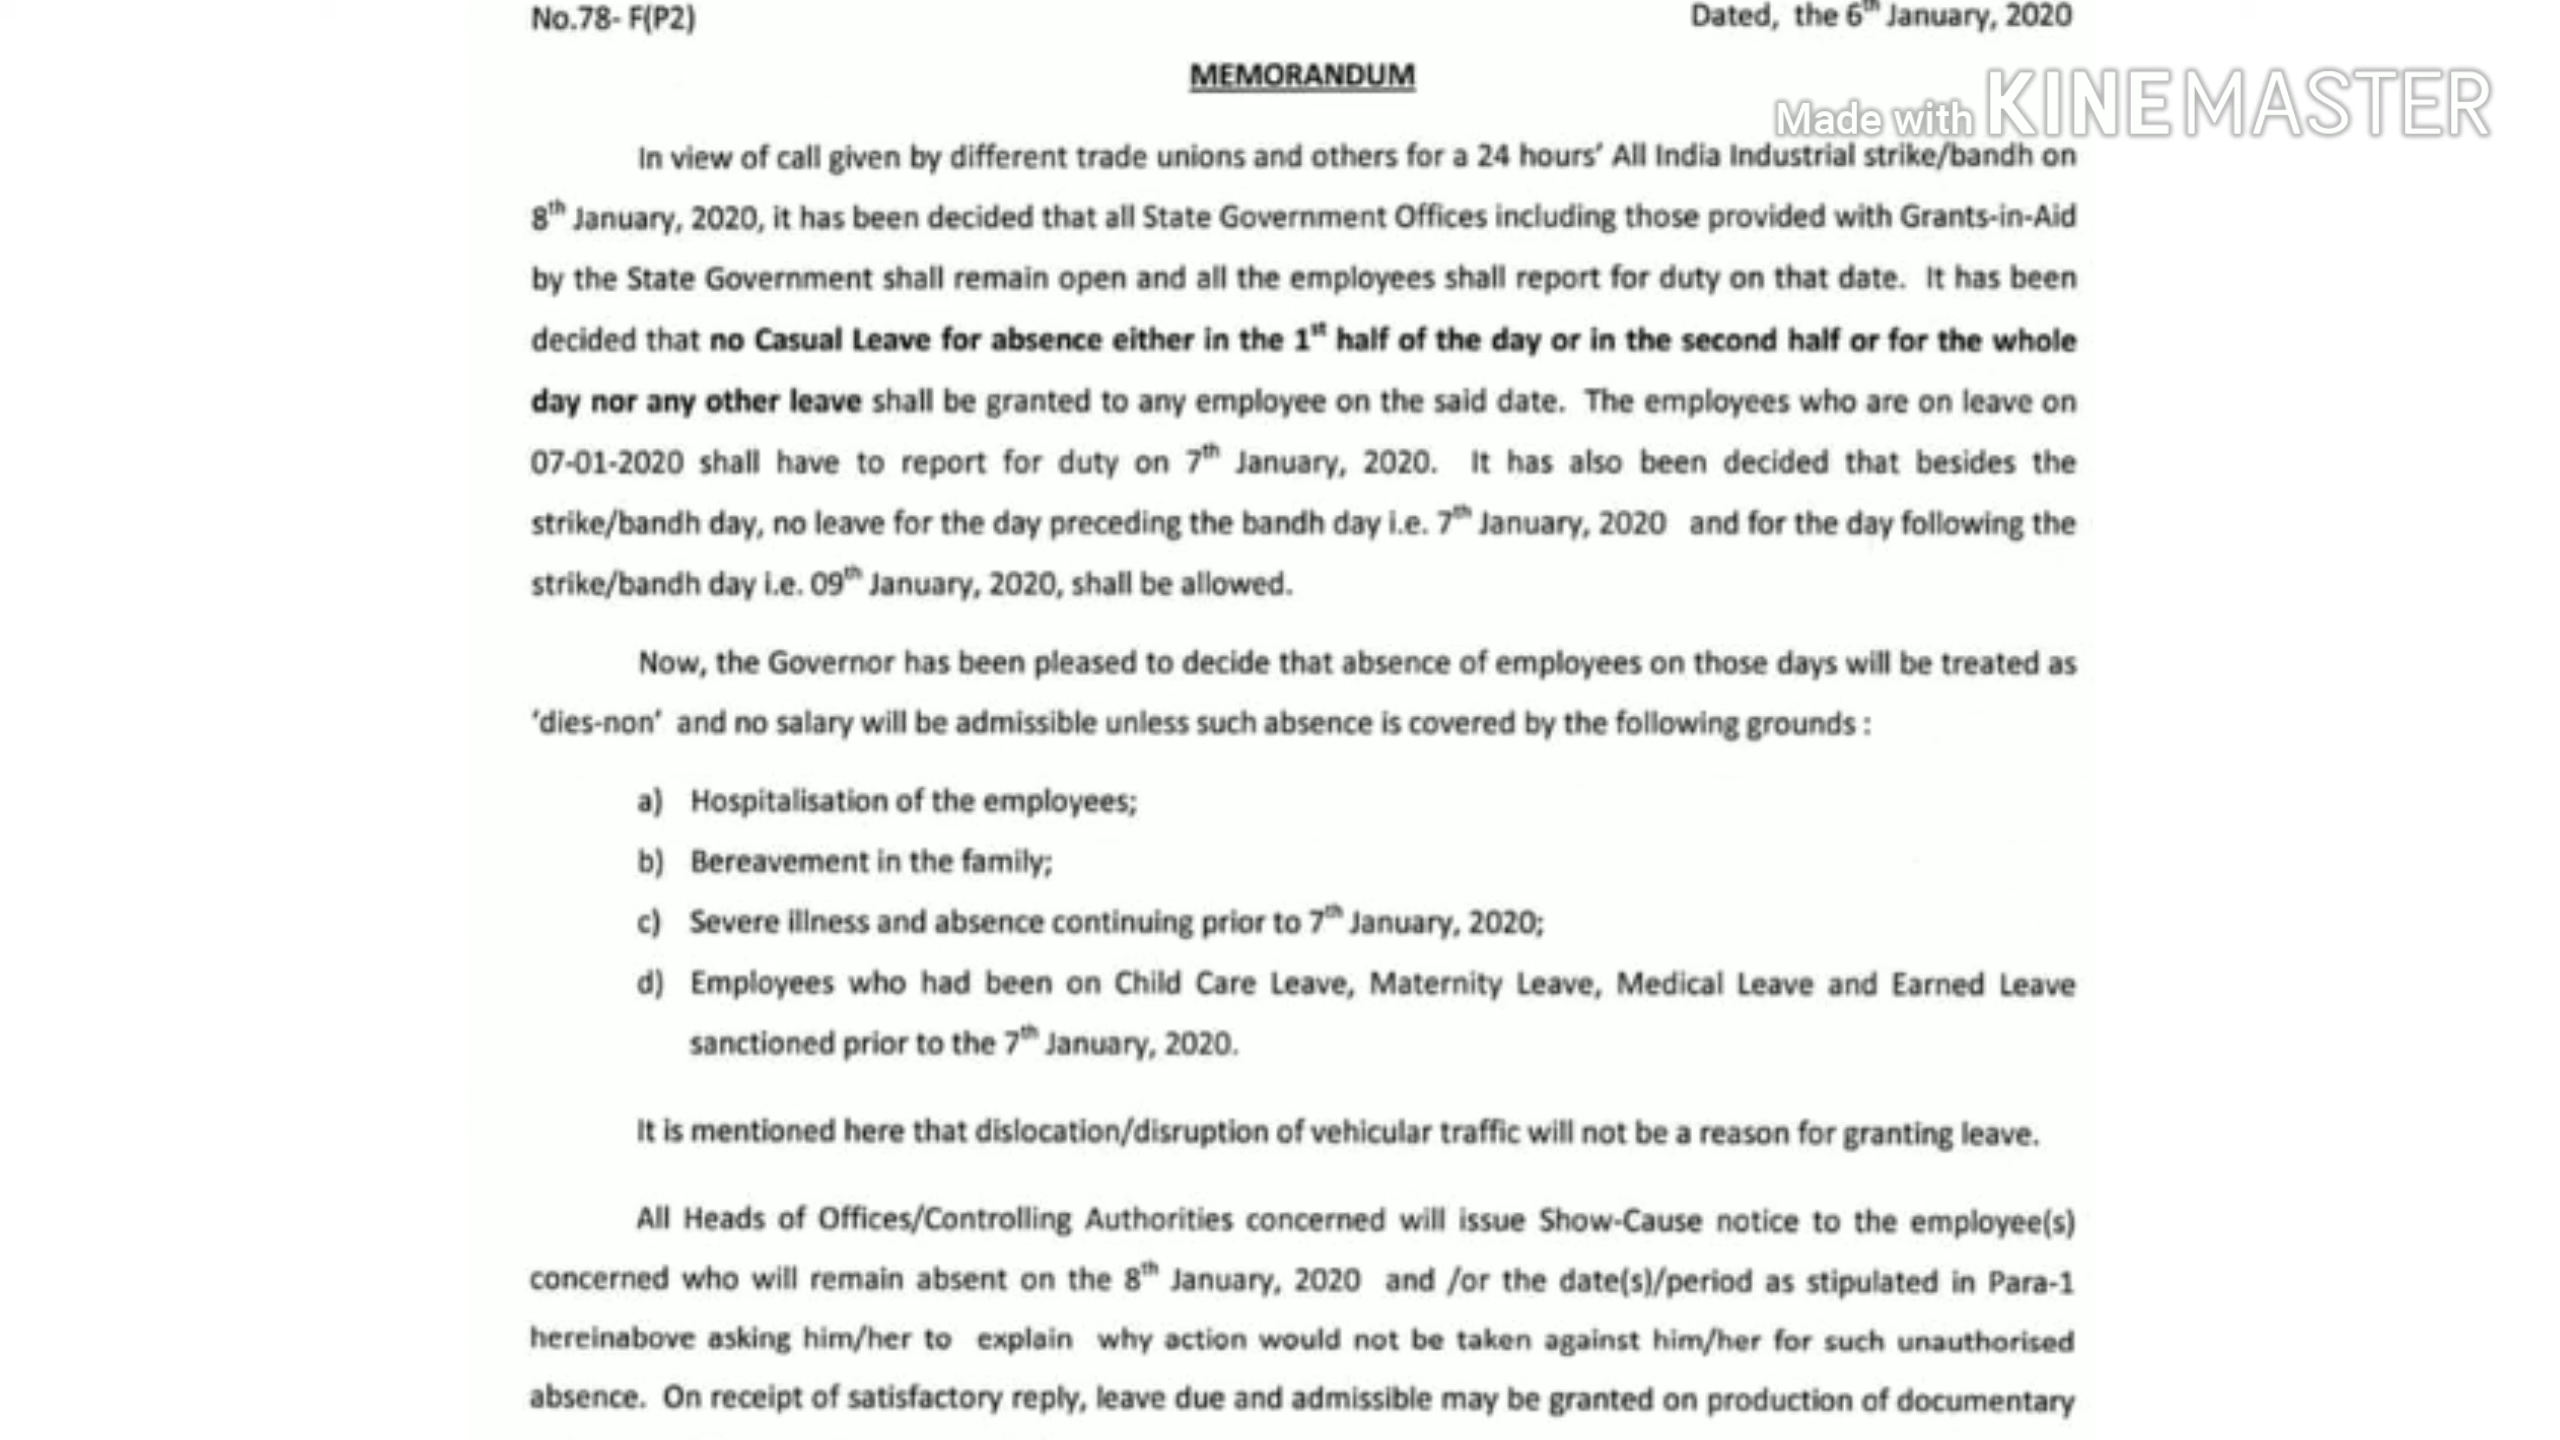 No.78- F(P2) Dated, the 6th January, 2020
MEMORANDUM
Made with KINEMASTER
In view of call given by different trade unions and others for a 24 hours' All India Industrial strike/bandh on
8th January, 2020, it has been decided that all State Government Offices including those provided with Grants-in-Aid
by the State Government shall remain open and all the employees shall report for duty on that date. It has been
decided that no Casual Leave for absence either in the 1st half of the day or in the second half or for the whole
day nor any other leave shall be granted to any employee on the said date. The employees who are on leave on
07-01-2020 shall have to report for duty on 7th January, 2020. It has also been decided that besides the
strike/bandh day, no leave for the day preceding the bandh day i.e. 7th January, 2020 and for the day following the
strike/bandh day i.e. 09th January, 2020, shall be allowed.
Now, the Governor has been pleased to decide that absence of employees on those days will be treated as
'dies-non' and no salary will be admissible unless such absence is covered by the following grounds :
a) Hospitalisation of the employees;
b) Bereavement in the family;
c) Severe illness and absence continuing prior to 7th January, 2020;
d) Employees who had been on Child Care Leave, Maternity Leave, Medical Leave and Earned Leave
sanctioned prior to the 7th January, 2020.
It is mentioned here that dislocation/disruption of vehicular traffic will not be a reason for granting leave.
All Heads of Offices/Controlling Authorities concerned will issue Show-Cause notice to the employee(s)
concerned who will remain absent on the 8th January, 2020 and /or the date(s)/period as stipulated in Para-1
hereinabove asking him/her to explain why action would not be taken against him/her for such unauthorised
absence. On receipt of satisfactory reply, leave due and admissible may be granted on production of documentary